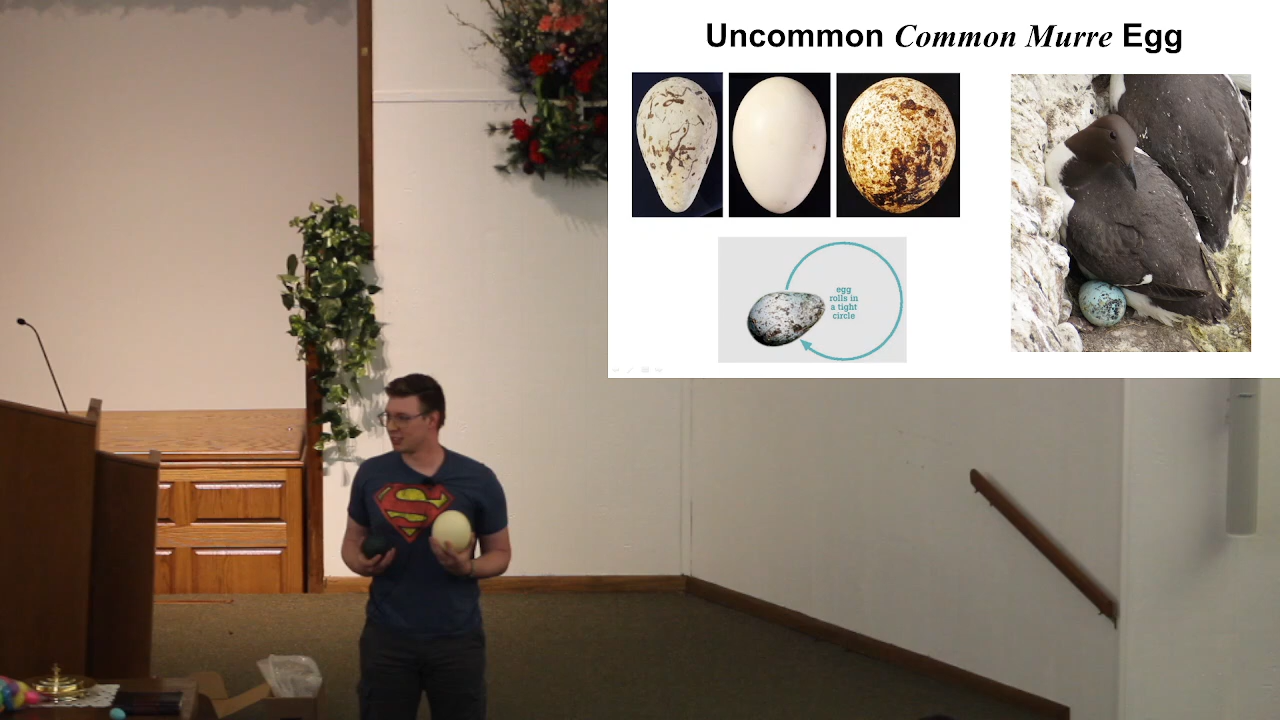 Uncommon Common Murre Egg
egg
rolls in
a tight
circle
S